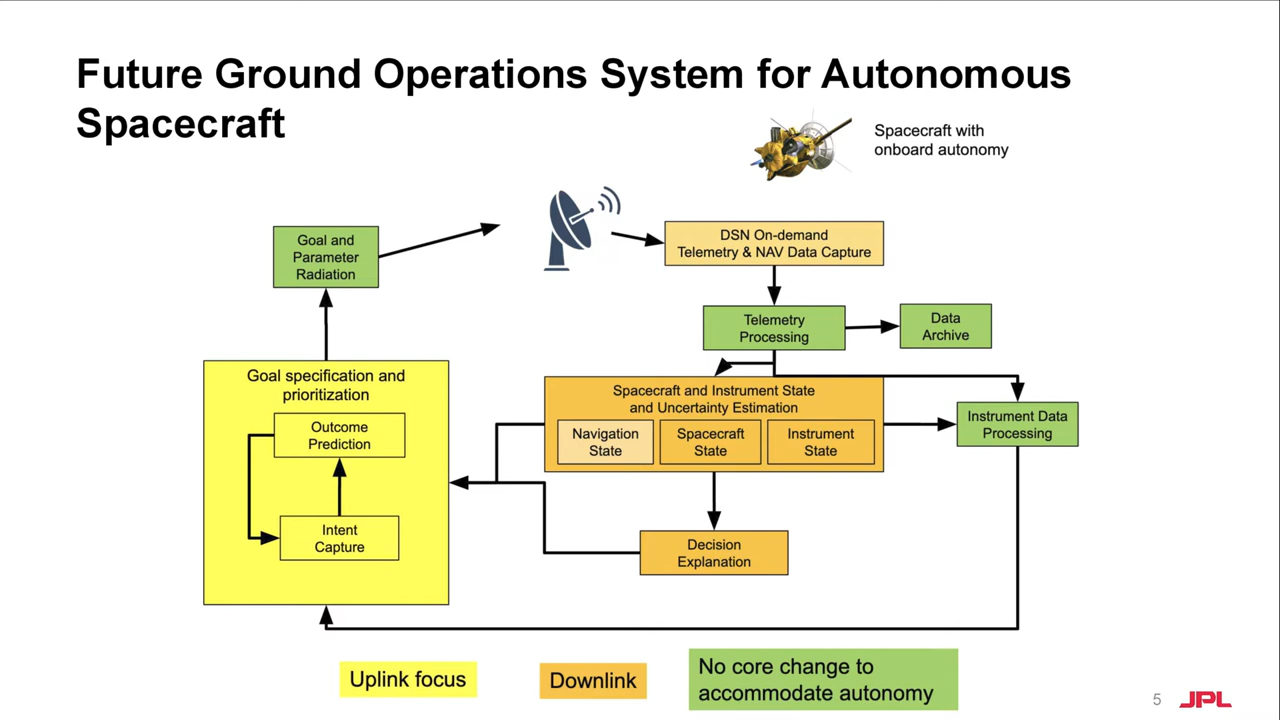 Future Ground Operations System for Autonomous
Spacecraft
Spacecraft with
onboard autonomy
Goal and
Parameter
Radiation
DSN On-demand
Telemetry & NAV Data Capture
Telemetry
Processing
Data
Archive
Goal specification and
prioritization
Outcome
Prediction
Intent
Capture
Spacecraft and Instrument State
and Uncertainty Estimation
Navigation
State
Spacecraft
State
Instrument
State
Instrument Data
Processing
Decision
Explanation
Uplink focus
Downlink
No core change to
accommodate autonomy
5
JPL